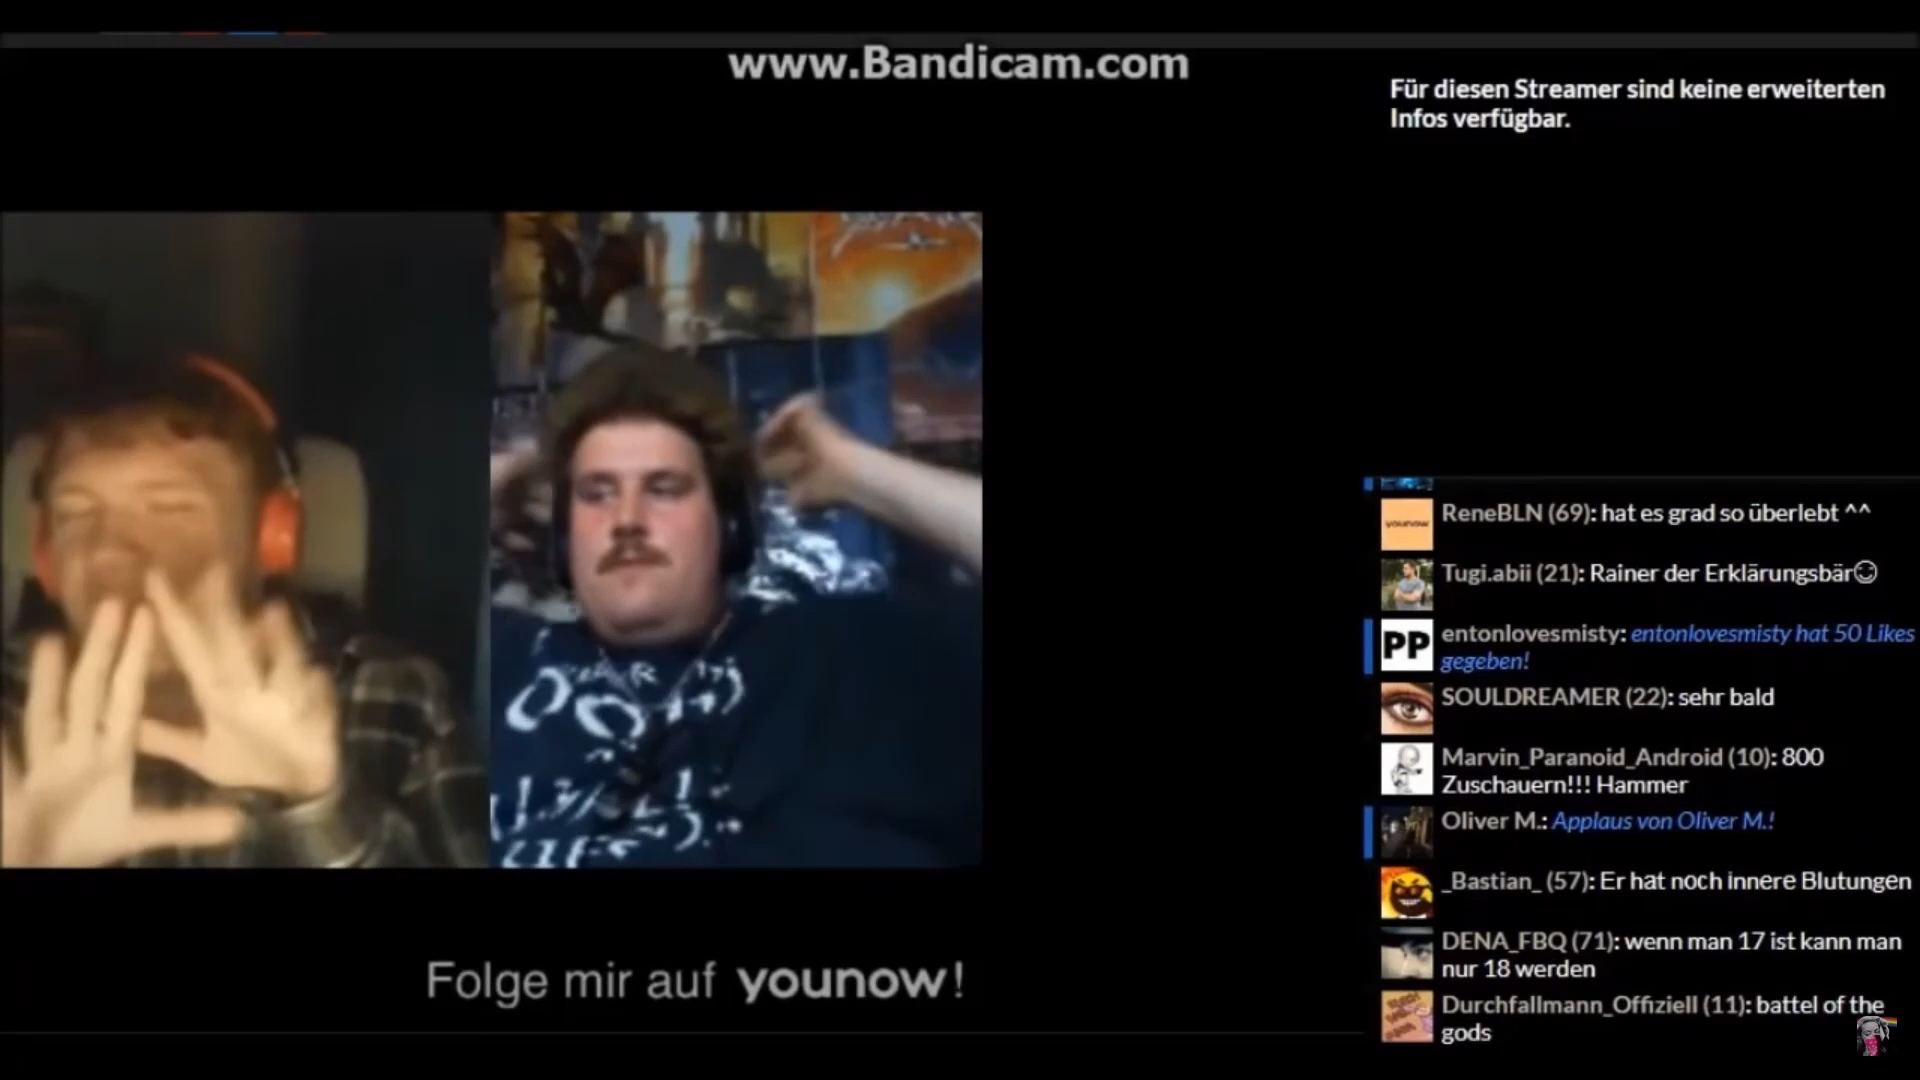 www.Bandicam.com
Für diesen Streamer sind keine erweiterten
Infos verfügbar.
ReneBLN (69): hat es grad so überlebt ^^
Tugi.abii (21): Rainer der Erklärungsbär☺
PP
entonlovesmisty: entonlovesmisty hat 50 Likes
gegeben!
SOULDREAMER (22): sehr bald
Marvin_Paranoid_Android (10): 800
Zuschauern!!! Hammer
Oliver M.: Applaus von Oliver M.!
_Bastian_ (57): Er hat noch innere Blutungen
DENA_FBQ (71): wenn man 17 ist kann man
nur 18 werden
Durchfallmann_Offiziell (11): battel of the
gods
Folge mir auf younow!